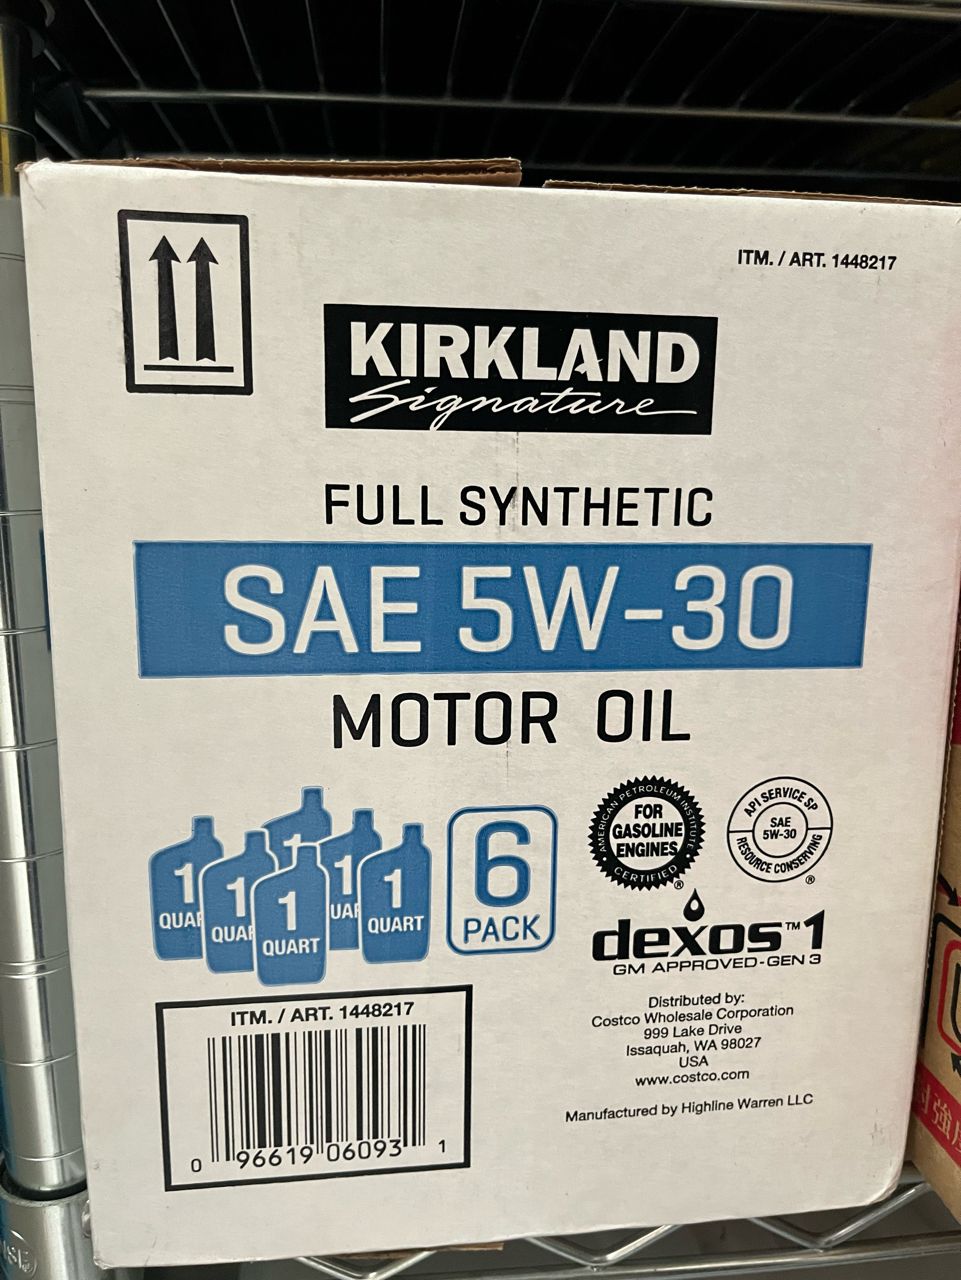 ITM. / ART. 1448217
KIRKLAND
Signature
FULL SYNTHETIC
SAE 5W-30
MOTOR OIL
1
QUART
1
QUART
1
1
1
1
QUART
QUART
6
PACK
AMERICAN PETROLEUM INSTITUTE
FOR
GASOLINE
ENGINES
CERTIFIED
®
API SERVICE SP
SAE
5W-30
RESOURCE CONSERVING
®
dexos™1
GM APPROVED-GEN 3
Distributed by:
Costco Wholesale Corporation
999 Lake Drive
Issaquah, WA 98027
USA
www.costco.com
Manufactured by Highline Warren LLC
ITM. / ART. 1448217
0 96619 06093 1